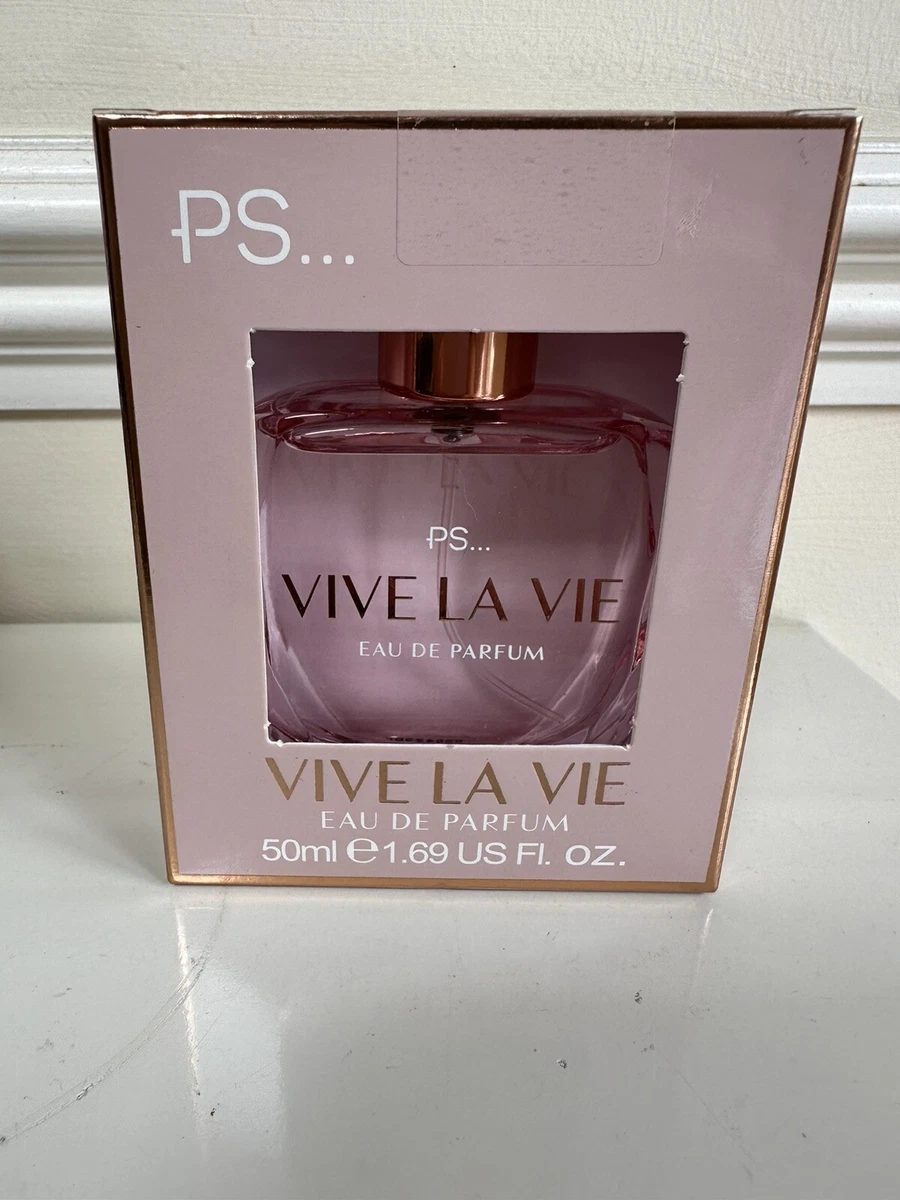 PS...
PS...
VIVE LA VIE
EAU DE PARFUM
VIVE LA VIE
EAU DE PARFUM
50ml ℮ 1.69 US Fl. OZ.